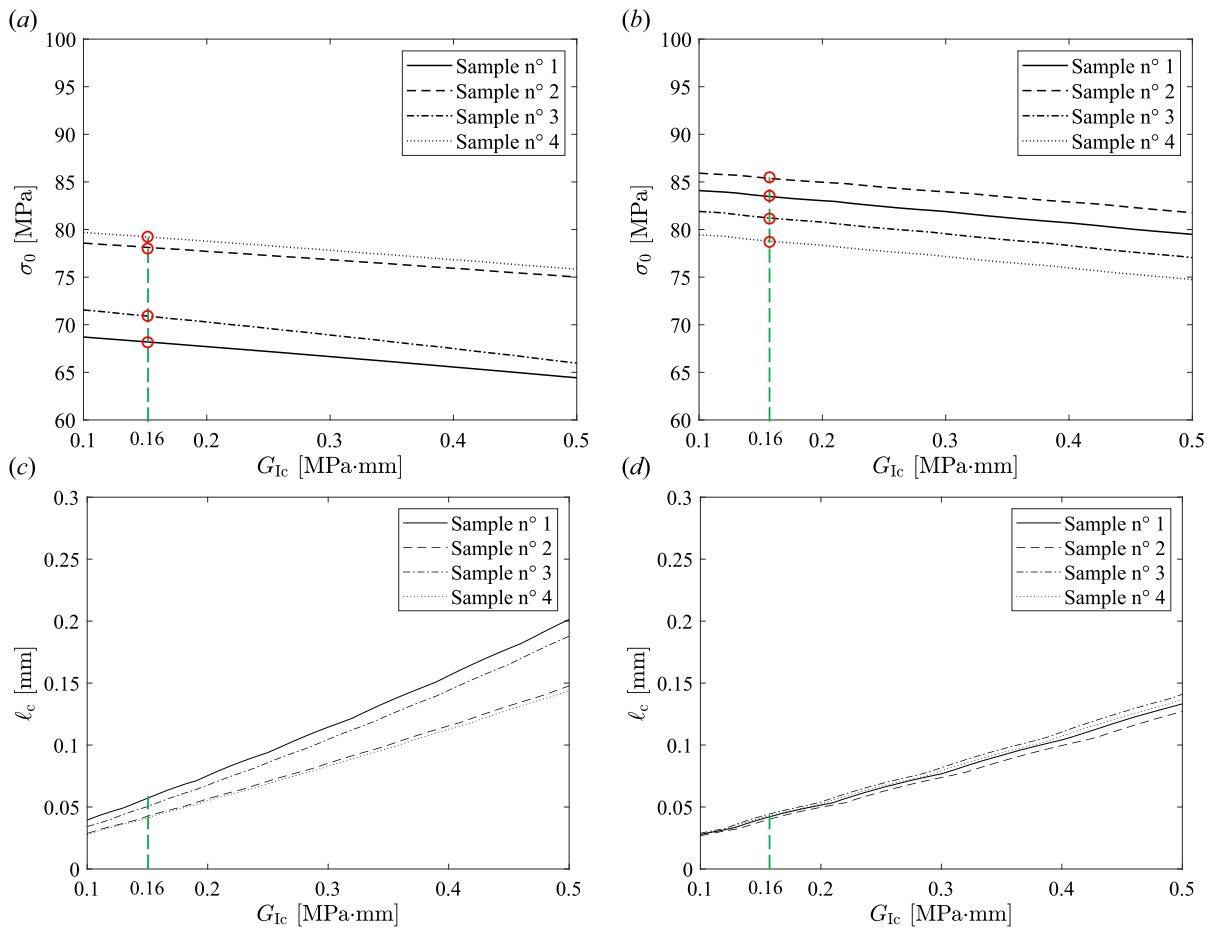 (a)
100
95
90
85
80
75
70
65
60
σ₀ [MPa]
0.1 0.16 0.2 0.3 0.4 0.5
G_Ic [MPa·mm]
Sample n° 1
Sample n° 2
Sample n° 3
Sample n° 4
(b)
100
95
90
85
80
75
70
65
60
σ₀ [MPa]
0.1 0.16 0.2 0.3 0.4 0.5
G_Ic [MPa·mm]
Sample n° 1
Sample n° 2
Sample n° 3
Sample n° 4
(c)
0.3
0.25
0.2
0.15
0.1
0.05
0
ℓ_c [mm]
0.1 0.16 0.2 0.3 0.4 0.5
G_Ic [MPa·mm]
Sample n° 1
Sample n° 2
Sample n° 3
Sample n° 4
(d)
0.3
0.25
0.2
0.15
0.1
0.05
0
ℓ_c [mm]
0.1 0.16 0.2 0.3 0.4 0.5
G_Ic [MPa·mm]
Sample n° 1
Sample n° 2
Sample n° 3
Sample n° 4